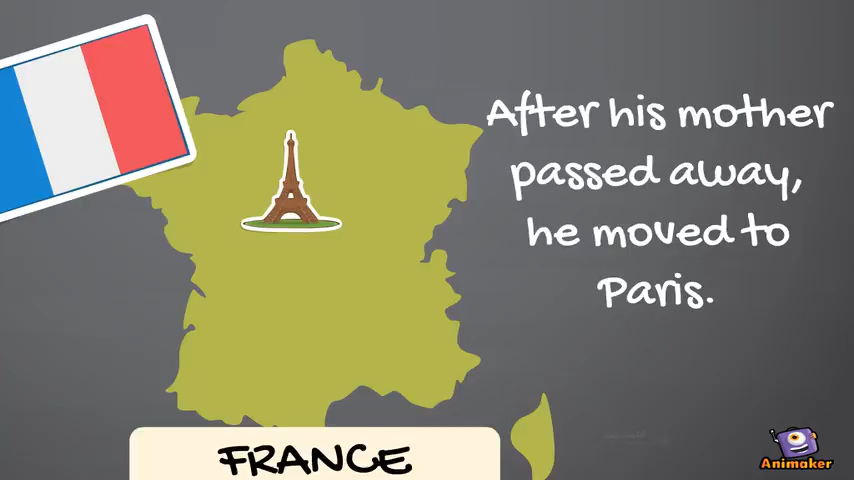 After his mother
passed away,
he moved to
Paris.
FRANCE
Animaker